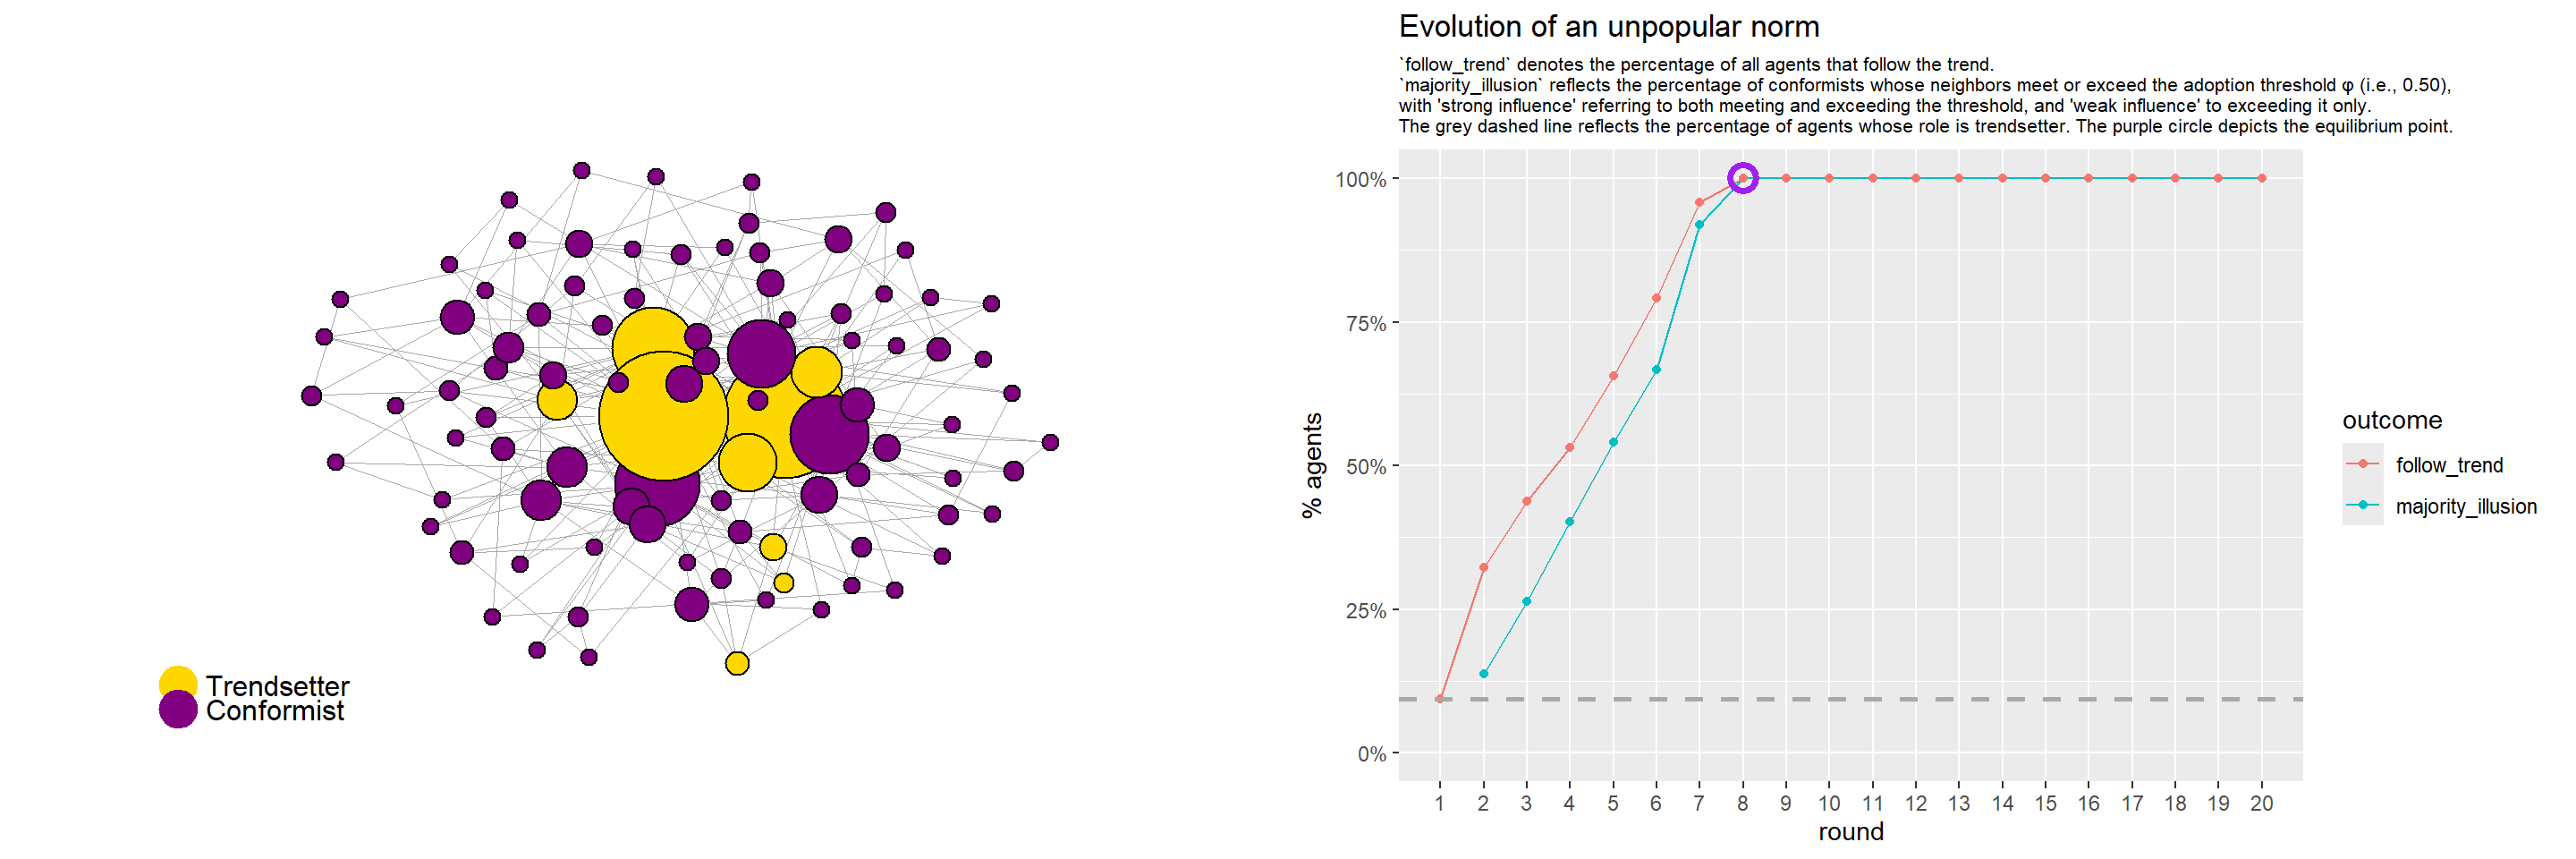 Trendsetter
Conformist
Evolution of an unpopular norm
`follow_trend` denotes the percentage of all agents that follow the trend.
`majority_illusion` reflects the percentage of conformists whose neighbors meet or exceed the adoption threshold φ (i.e., 0.50),
with 'strong influence' referring to both meeting and exceeding the threshold, and 'weak influence' to exceeding it only.
The grey dashed line reflects the percentage of agents whose role is trendsetter. The purple circle depicts the equilibrium point.
% agents
100%
75%
50%
25%
0%
1 2 3 4 5 6 7 8 9 10 11 12 13 14 15 16 17 18 19 20
round
outcome
follow_trend
majority_illusion